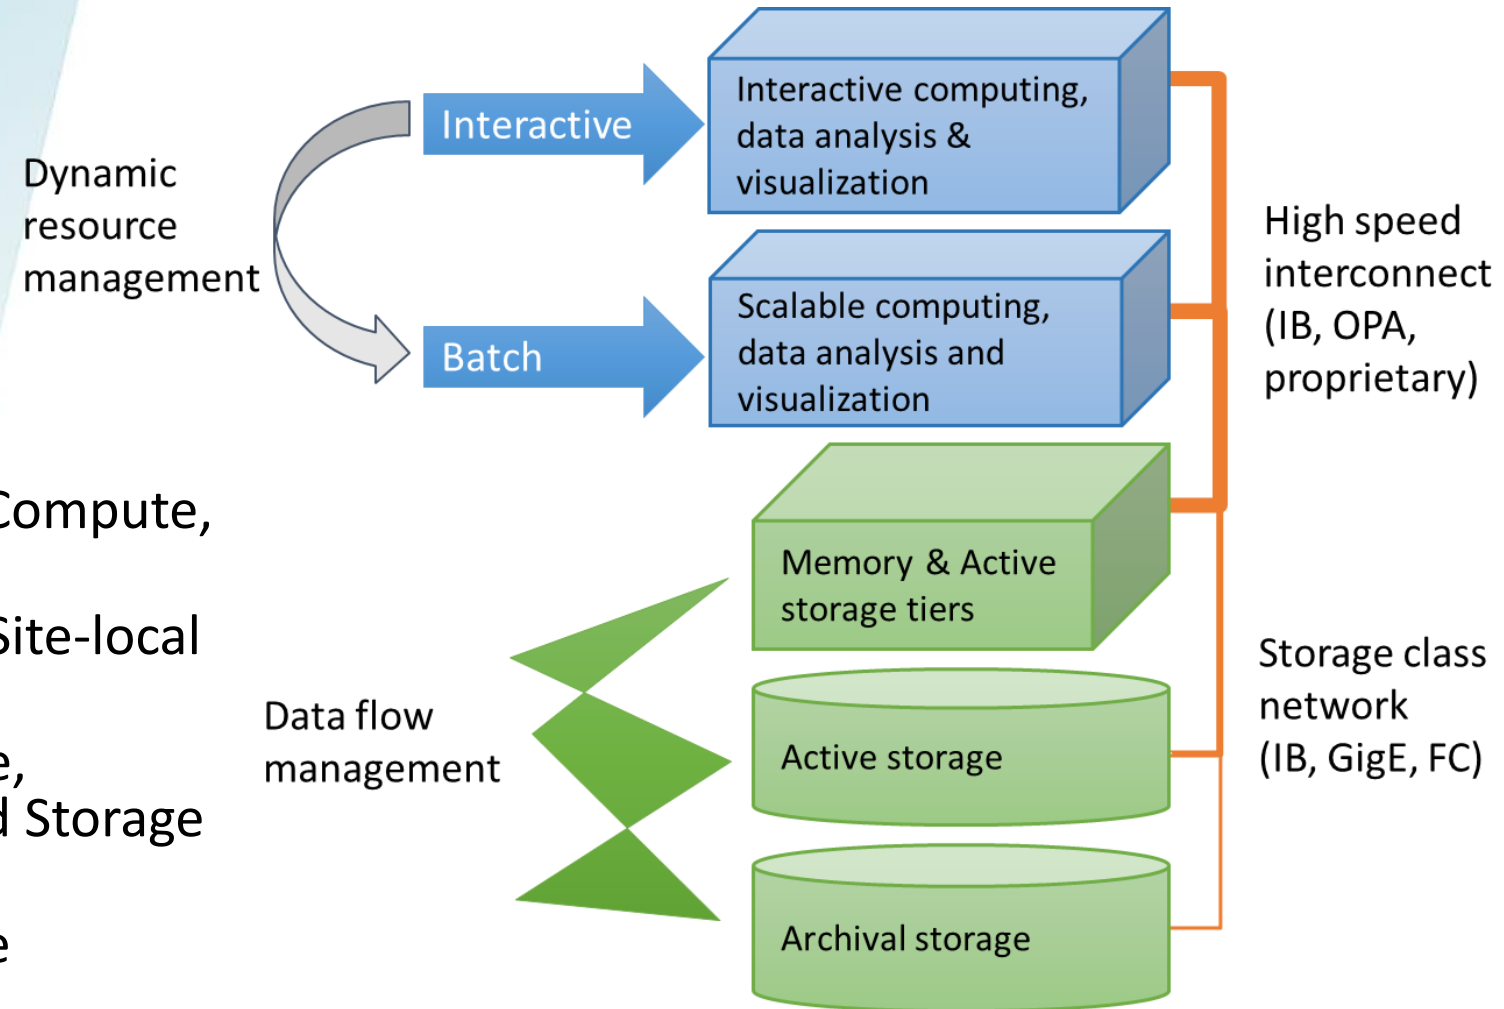 Dynamic
resource
management
Interactive
Interactive computing,
data analysis &
visualization
Batch
Scalable computing,
data analysis and
visualization
High speed
interconnect
(IB, OPA,
proprietary)
Compute,
Site-local
e,
d Storage
e
Data flow
management
Memory & Active
storage tiers
Active storage
Archival storage
Storage class
network
(IB, GigE, FC)